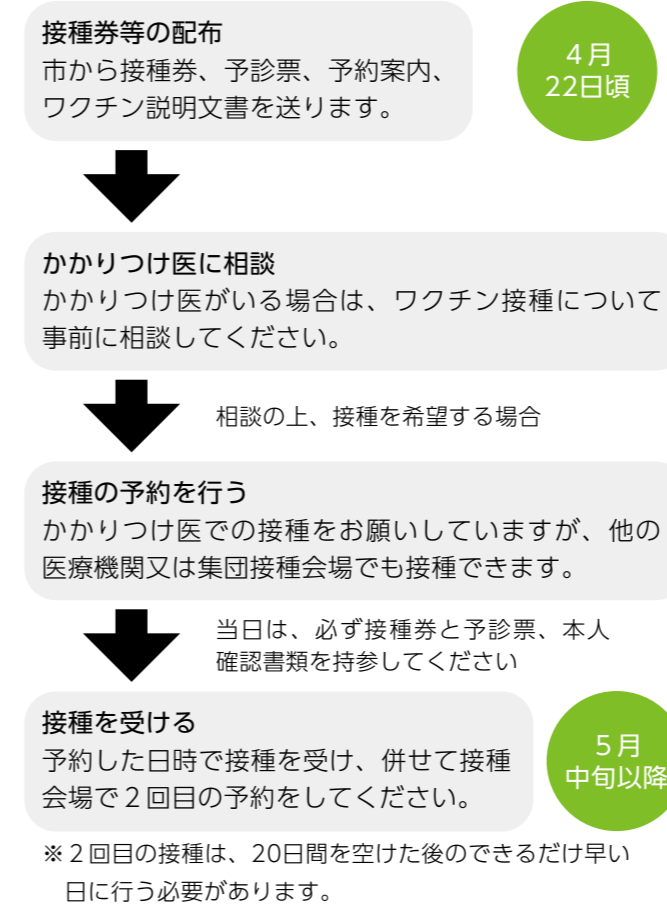 接種券等の配布
市から接種券、予診票、予約案内、
ワクチン説明文書を送ります。
４月
22日頃
かかりつけ医に相談
かかりつけ医がいる場合は、ワクチン接種について
事前に相談してください。
相談の上、接種を希望する場合
接種の予約を行う
かかりつけ医での接種をお願いしていますが、他の
医療機関又は集団接種会場でも接種できます。
当日は、必ず接種券と予診票、本人
確認書類を持参してください
接種を受ける
予約した日時で接種を受け、併せて接種
会場で２回目の予約をしてください。
５月
中旬以降
※２回目の接種は、20日間を空けた後のできるだけ早い
日に行う必要があります。